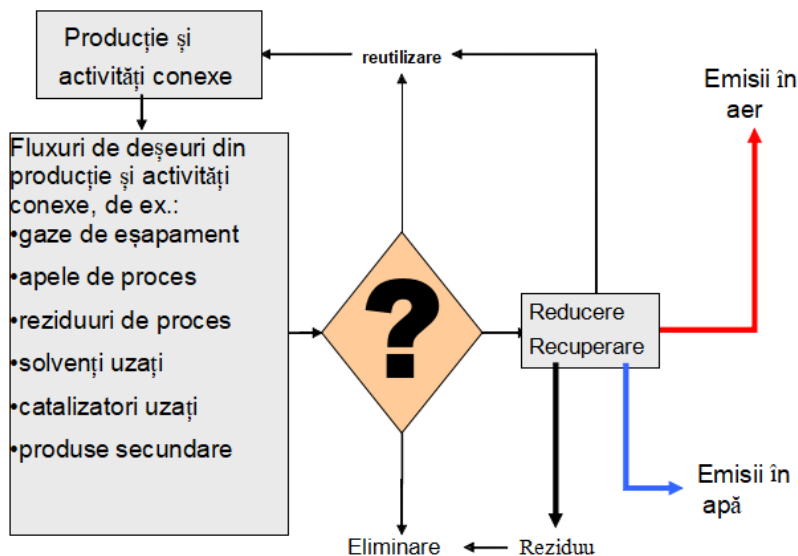 Producție și
activități conexe
reutilizare
Emisii în
aer
Fluxuri de deșeuri din
producție și activități
conexe, de ex.:
•gaze de eșapament
•apele de proces
•reziduuri de proces
•solvenți uzați
•catalizatori uzați
•produse secundare
?
Reducere
Recuperare
Emisii în
apă
Eliminare
Reziduu